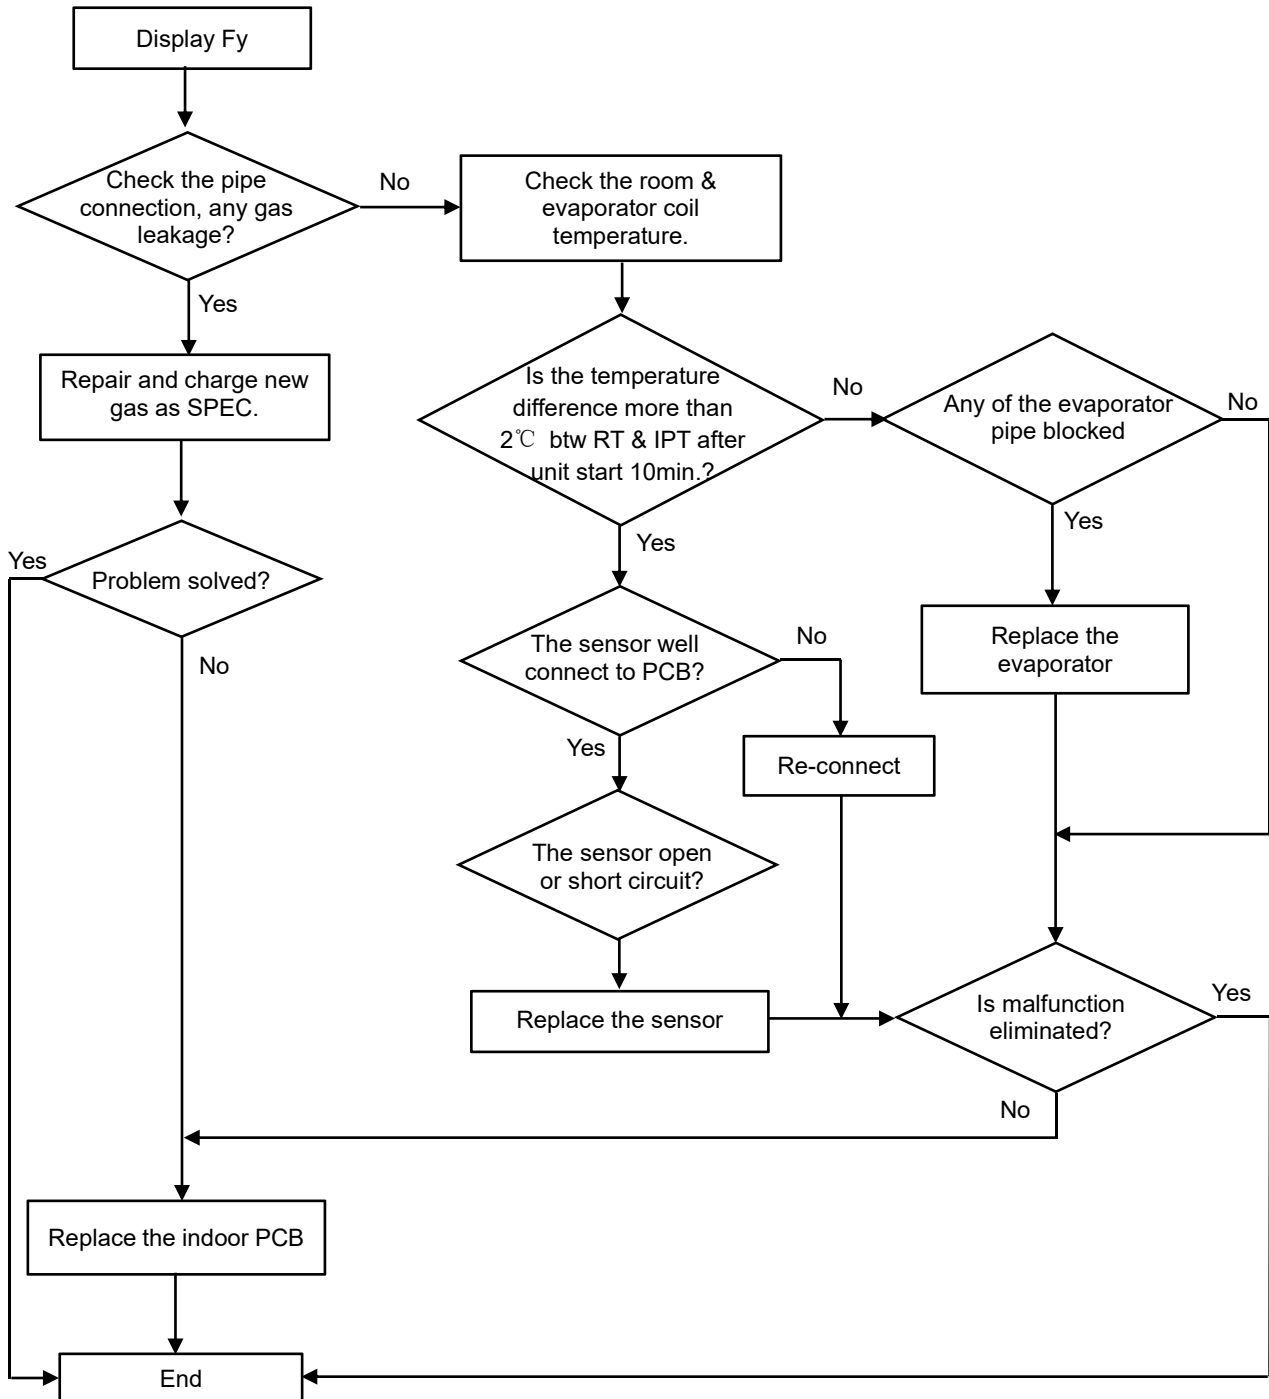 Display Fy
Check the pipe
connection, any gas
leakage?
No
Check the room &
evaporator coil
temperature.
Yes
Repair and charge new
gas as SPEC.
Is the temperature
difference more than
2℃ btw RT & IPT after
unit start 10min.?
No
Any of the evaporator
pipe blocked
No
Yes
Yes
Yes
Problem solved?
No
The sensor well
connect to PCB?
No
Replace the
evaporator
Yes
Re-connect
The sensor open
or short circuit?
Replace the sensor
Is malfunction
eliminated?
Yes
No
Replace the indoor PCB
End